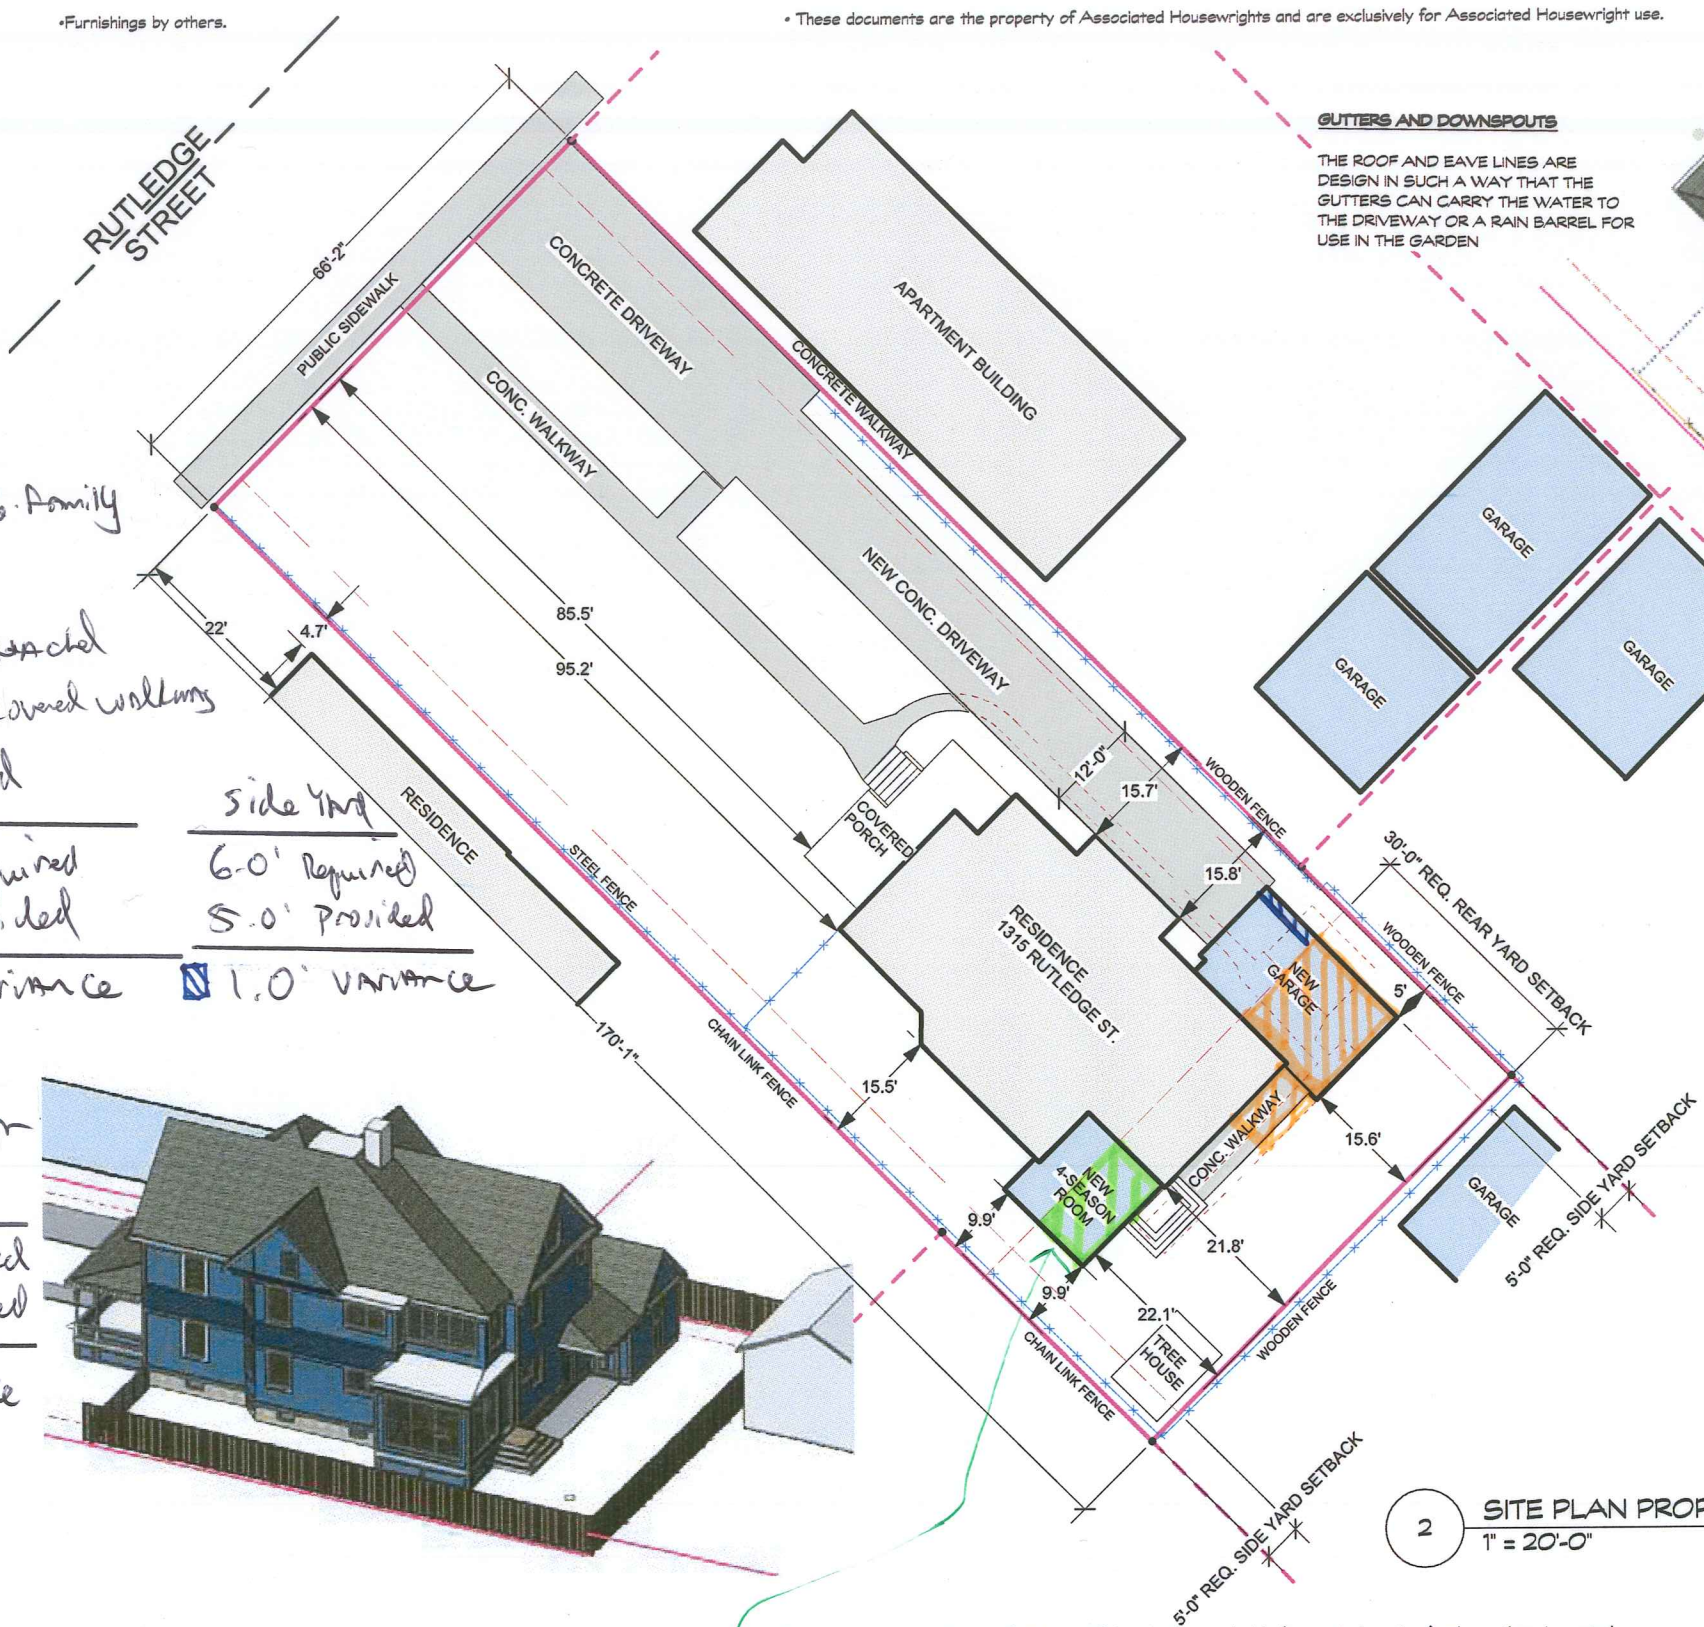 •Furnishings by others.
• These documents are the property of Associated Housewrights and are exclusively for Associated Housewright use.
RUTLEDGE
STREET
GUTTERS AND DOWNSPOUTS
THE ROOF AND EAVE LINES ARE
DESIGN IN SUCH A WAY THAT THE
GUTTERS CAN CARRY THE WATER TO
THE DRIVEWAY OR A RAIN BARREL FOR
USE IN THE GARDEN
66'-2"
PUBLIC SIDEWALK
CONCRETE DRIVEWAY
CONC. WALKWAY
APARTMENT BUILDING
CONCRETE WALKWAY
GARAGE
GARAGE
GARAGE
NEW CONC. DRIVEWAY
85.5'
95.2'
22'
4.7'
Family
Covered walkway
RESIDENCE
STEEL FENCE
COVERED
PORCH
12'-0"
15.7'
WOODEN FENCE
15.8'
30'-0" REQ. REAR YARD SETBACK
side Yard
6-0' Required
5.0' Provided
1.0' VARIANCE
RESIDENCE
1315 RUTLEDGE ST.
NEW
GARAGE
WOODEN FENCE
5'
170'-1"
CHAIN LINK FENCE
15.5'
CONC. WALKWAY
15.6'
NEW
4-SEASON
ROOM
9.9'
9.9'
21.8'
22.1'
TREE
HOUSE
GARAGE
5'-0" REQ. SIDE YARD SETBACK
WOODEN FENCE
CHAIN LINK FENCE
5'-0" REQ. SIDE YARD SETBACK
2
SITE PLAN PROP
1" = 20'-0"